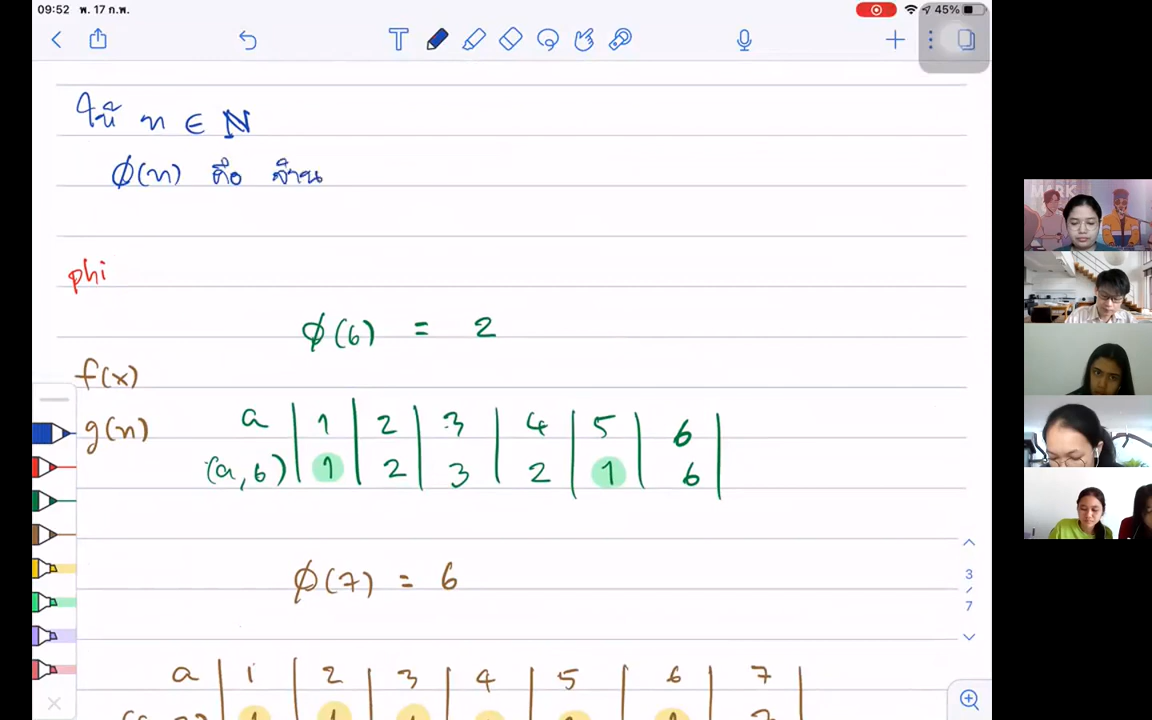 09:52 พ. 17 ก.พ.
45%
ให้ n ∈ ℕ
ϕ(n) คือ จำนวน
phi
ϕ(6) = 2
f(x)
g(n)
a | 1 | 2 | 3 | 4 | 5 | 6 |
(a, 6) | 1 | 2 | 3 | 2 | 1 | 6
ϕ(7) = 6
3
/
7
a | 1 | 2 | 3 | 4 | 5 | 6 | 7 |
MARK